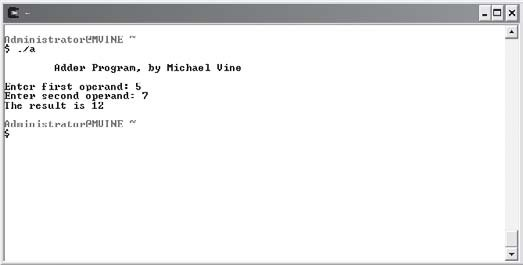 ~
Administrator@MVINE ~
$ ./a
Adder Program, by Michael Vine
Enter first operand: 5
Enter second operand: 7
The result is 12
Administrator@MVINE ~
$